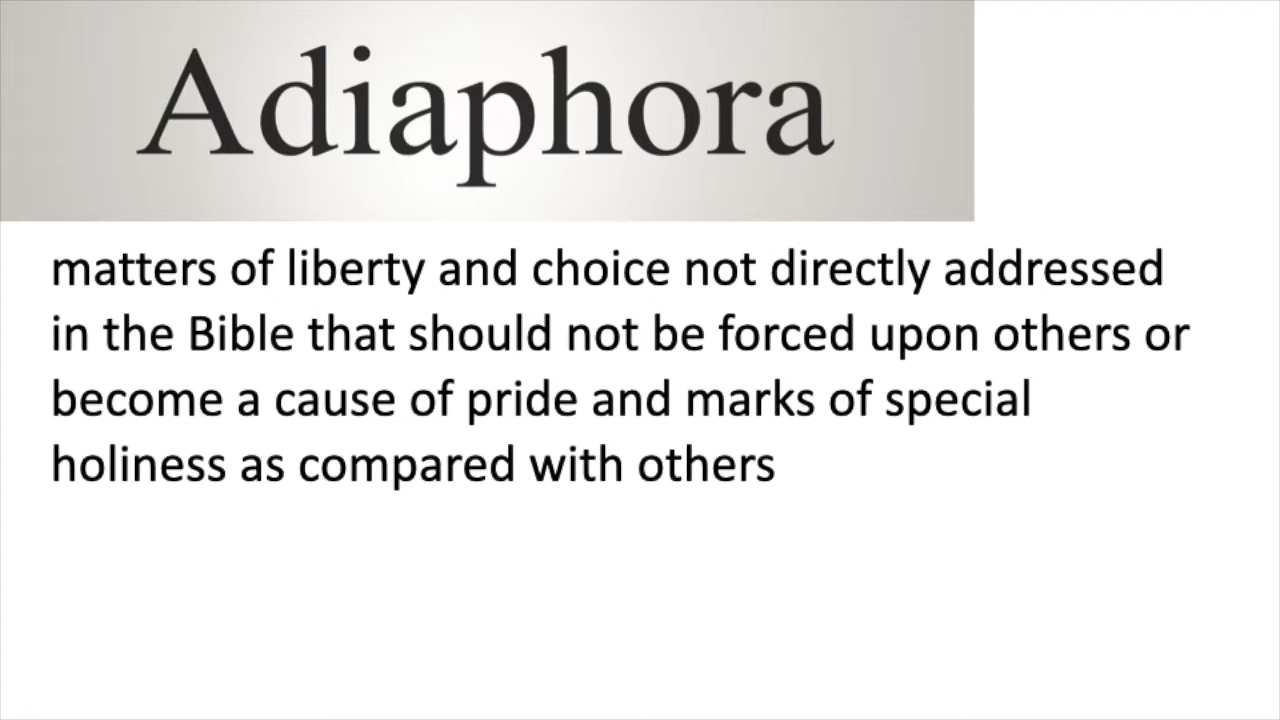 Adiaphora
matters of liberty and choice not directly addressed
in the Bible that should not be forced upon others or
become a cause of pride and marks of special
holiness as compared with others